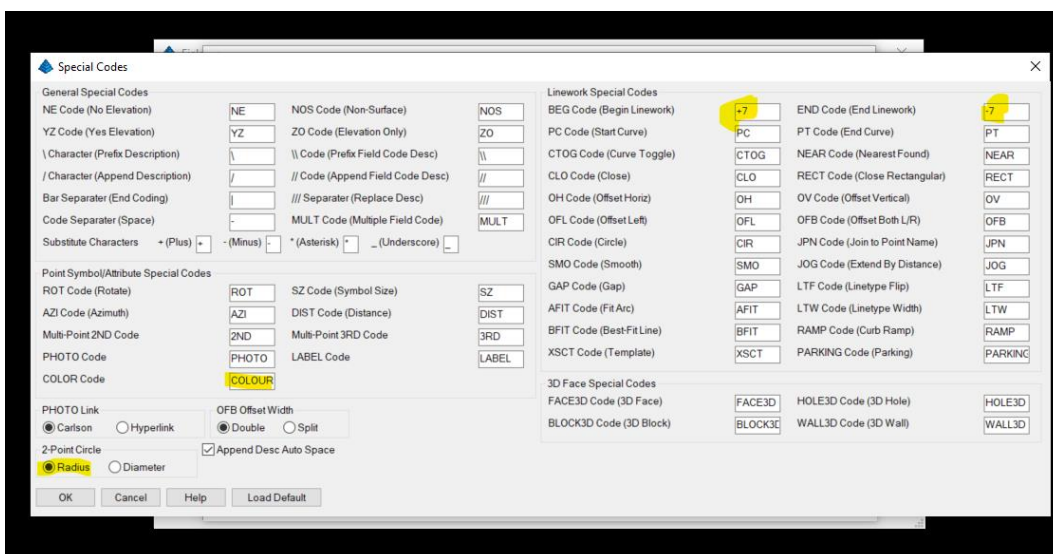 Special Codes
General Special Codes
NE Code (No Elevation) NE NOS Code (Non-Surface) NOS
YZ Code (Yes Elevation) YZ ZO Code (Elevation Only) ZO
\ Character (Prefix Description) \ \\ Code (Prefix Field Code Desc) \\
/ Character (Append Description) / // Code (Append Field Code Desc) //
Bar Separater (End Coding) | /// Separater (Replace Desc) ///
Code Separater (Space) - MULT Code (Multiple Field Code) MULT
Substitute Characters + (Plus) + - (Minus) - * (Asterisk) * _ (Underscore) _
Point Symbol/Attribute Special Codes
ROT Code (Rotate) ROT SZ Code (Symbol Size) SZ
AZI Code (Azimuth) AZI DIST Code (Distance) DIST
Multi-Point 2ND Code 2ND Multi-Point 3RD Code 3RD
PHOTO Code PHOTO LABEL Code LABEL
COLOR Code COLOUR
PHOTO Link OFB Offset Width
Carlson Hyperlink Double Split
2-Point Circle Append Desc Auto Space
Radius Diameter
OK Cancel Help Load Default
Linework Special Codes
BEG Code (Begin Linework) +7 END Code (End Linework) -7
PC Code (Start Curve) PC PT Code (End Curve) PT
CTOG Code (Curve Toggle) CTOG NEAR Code (Nearest Found) NEAR
CLO Code (Close) CLO RECT Code (Close Rectangular) RECT
OH Code (Offset Horiz) OH OV Code (Offset Vertical) OV
OFL Code (Offset Left) OFL OFB Code (Offset Both L/R) OFB
CIR Code (Circle) CIR JPN Code (Join to Point Name) JPN
SMO Code (Smooth) SMO JOG Code (Extend By Distance) JOG
GAP Code (Gap) GAP LTF Code (Linetype Flip) LTF
AFIT Code (Fit Arc) AFIT LTW Code (Linetype Width) LTW
BFIT Code (Best-Fit Line) BFIT RAMP Code (Curb Ramp) RAMP
XSCT Code (Template) XSCT PARKING Code (Parking) PARKING
3D Face Special Codes
FACE3D Code (3D Face) FACE3D HOLE3D Code (3D Hole) HOLE3D
BLOCK3D Code (3D Block) BLOCK3D WALL3D Code (3D Wall) WALL3D